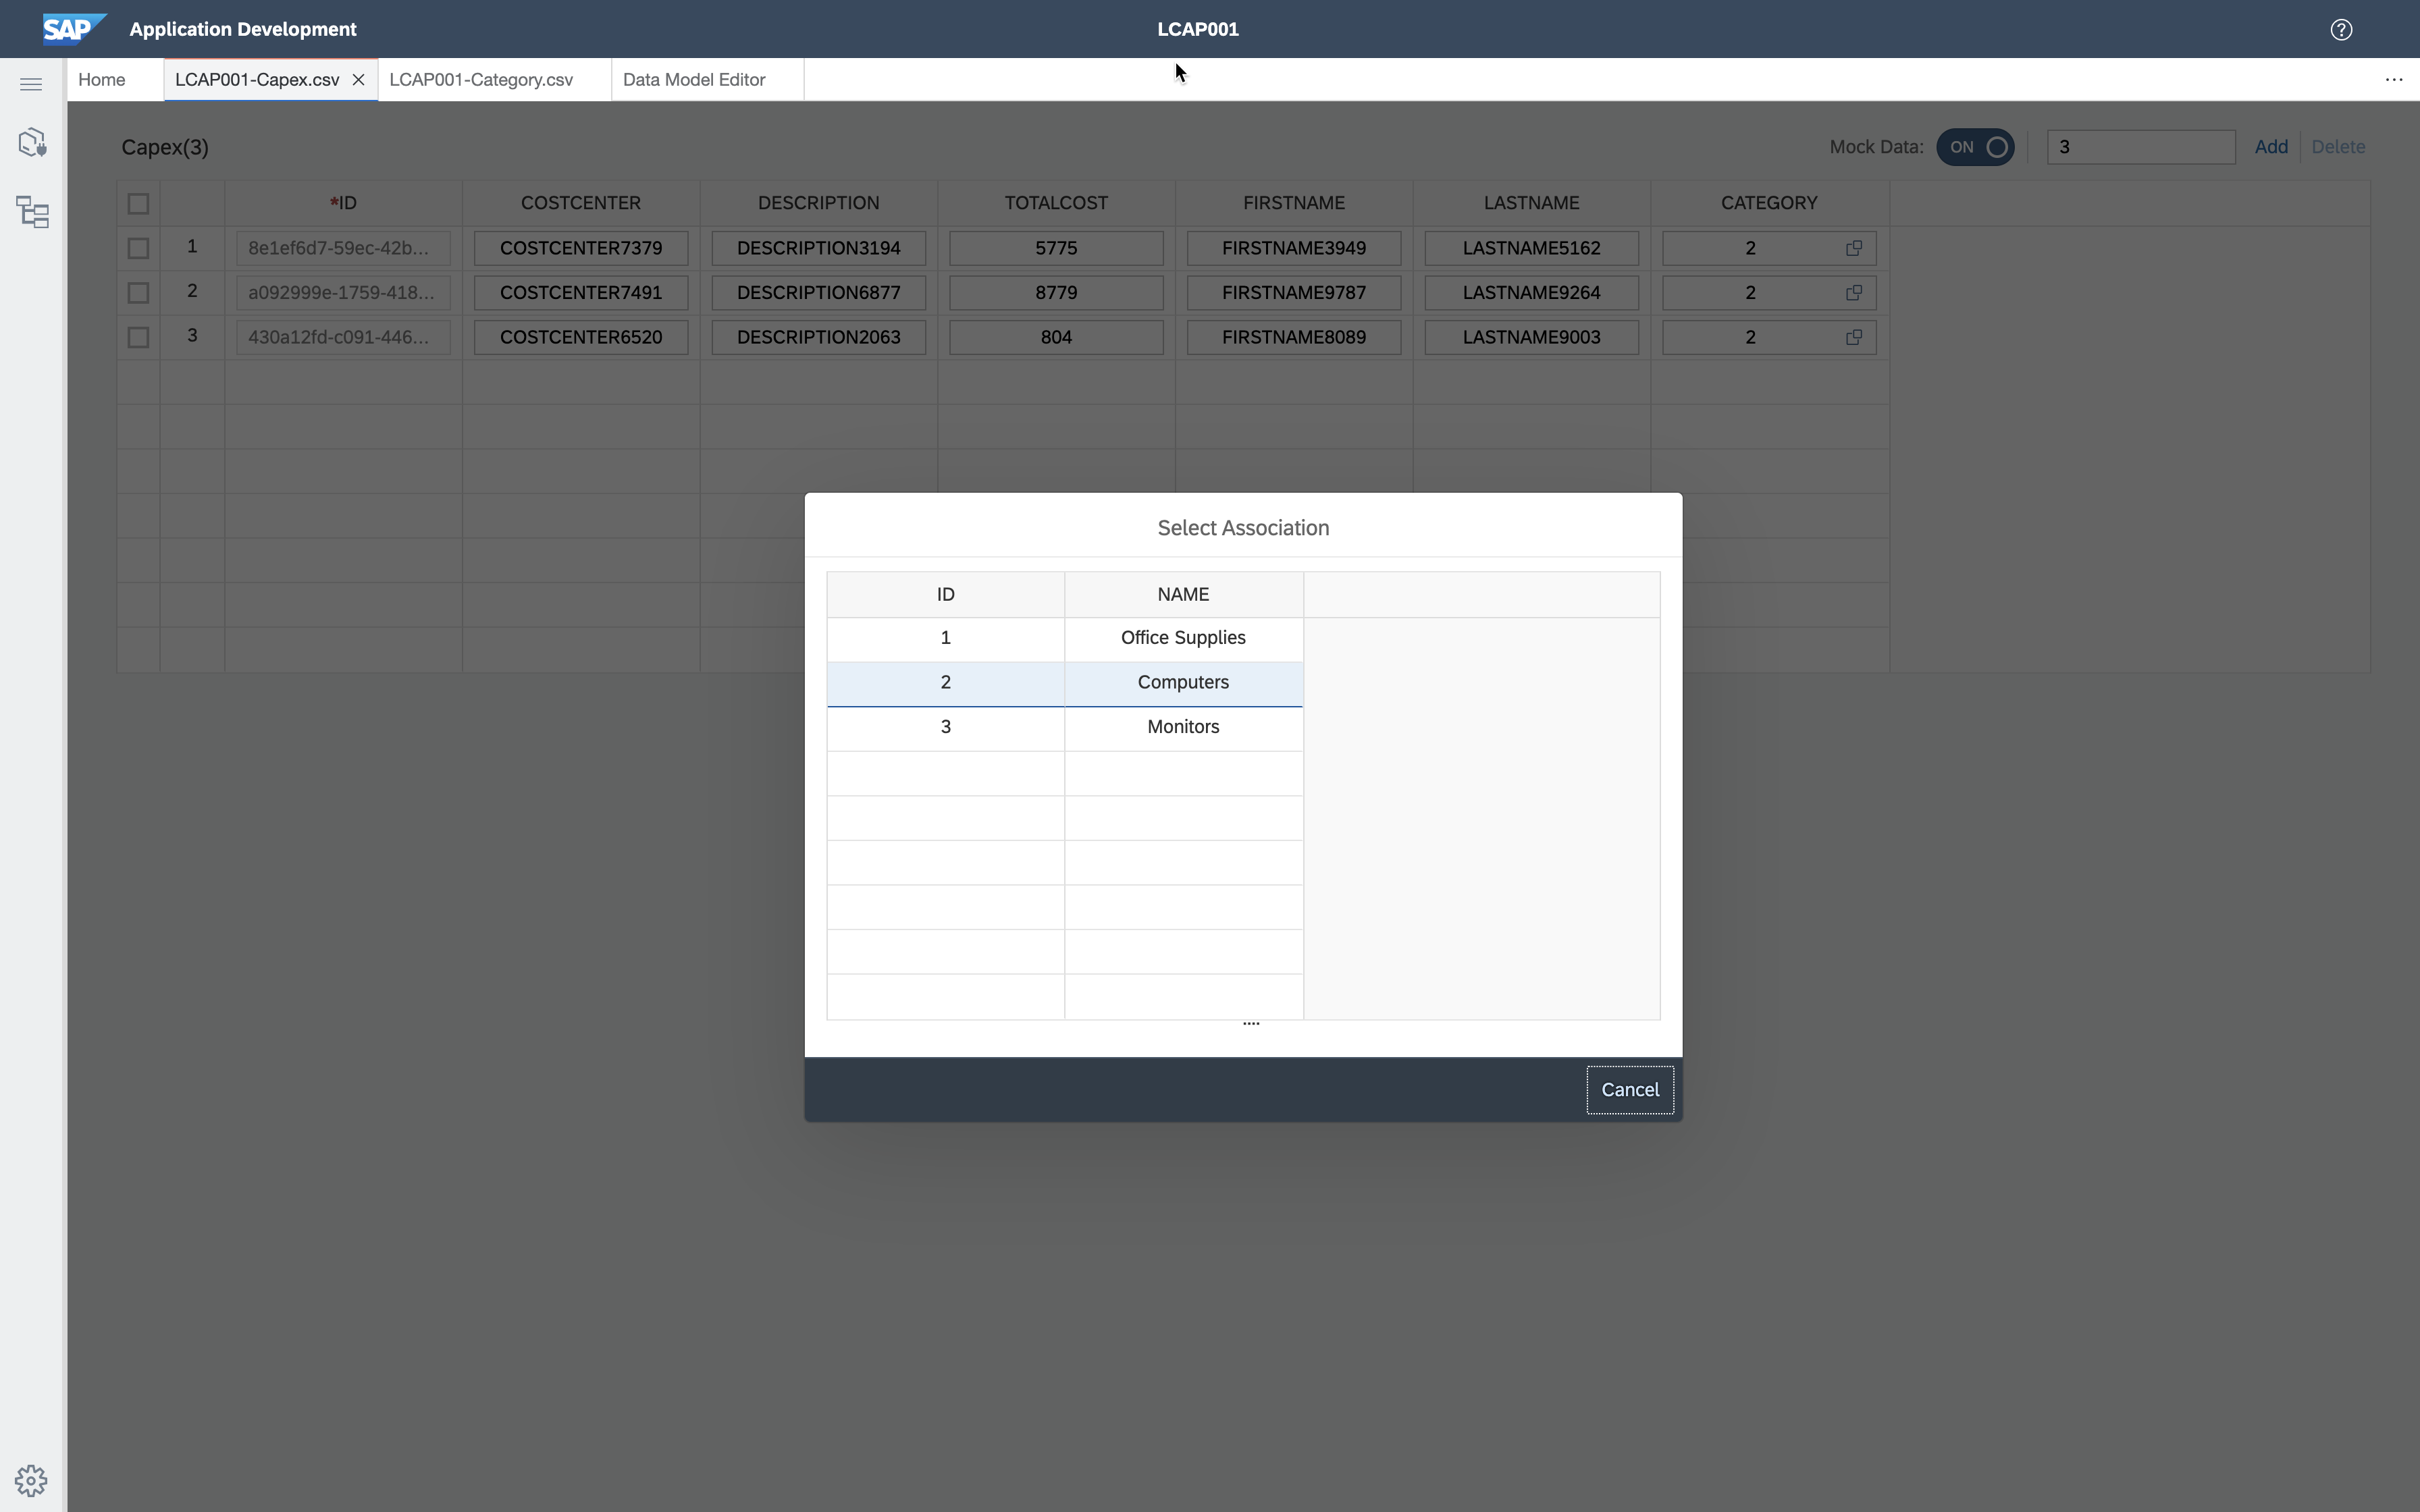 SAP Application Development LCAP001
Home LCAP001-Capex.csv LCAP001-Category.csv Data Model Editor
Capex(3) Mock Data: ON 3 Add Delete
*ID COSTCENTER DESCRIPTION TOTALCOST FIRSTNAME LASTNAME CATEGORY
1 8e1ef6d7-59ec-42b... COSTCENTER7379 DESCRIPTION3194 5775 FIRSTNAME3949 LASTNAME5162 2
2 a092999e-1759-418... COSTCENTER7491 DESCRIPTION6877 8779 FIRSTNAME9787 LASTNAME9264 2
3 430a12fd-c091-446... COSTCENTER6520 DESCRIPTION2063 804 FIRSTNAME8089 LASTNAME9003 2
Select Association
ID NAME
1 Office Supplies
2 Computers
3 Monitors
Cancel